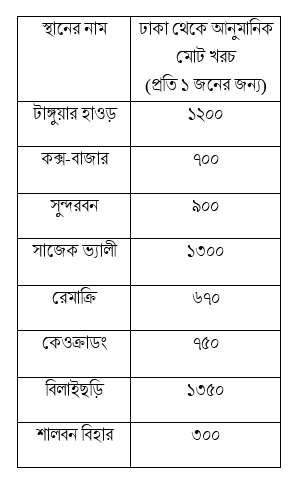 স্থানের নাম
ঢাকা থেকে আনুমানিক
মোট খরচ
(প্রতি ১ জনের জন্য)
টাঙ্গুয়ার হাওড় ১২০০
কক্স-বাজার ৭০০
সুন্দরবন ৯০০
সাজেক ভ্যালী ১৩০০
রেমাক্রি ৬৭০
কেওক্রাডং ৭৫০
বিলাইছড়ি ১৩৫০
শালবন বিহার ৩০০